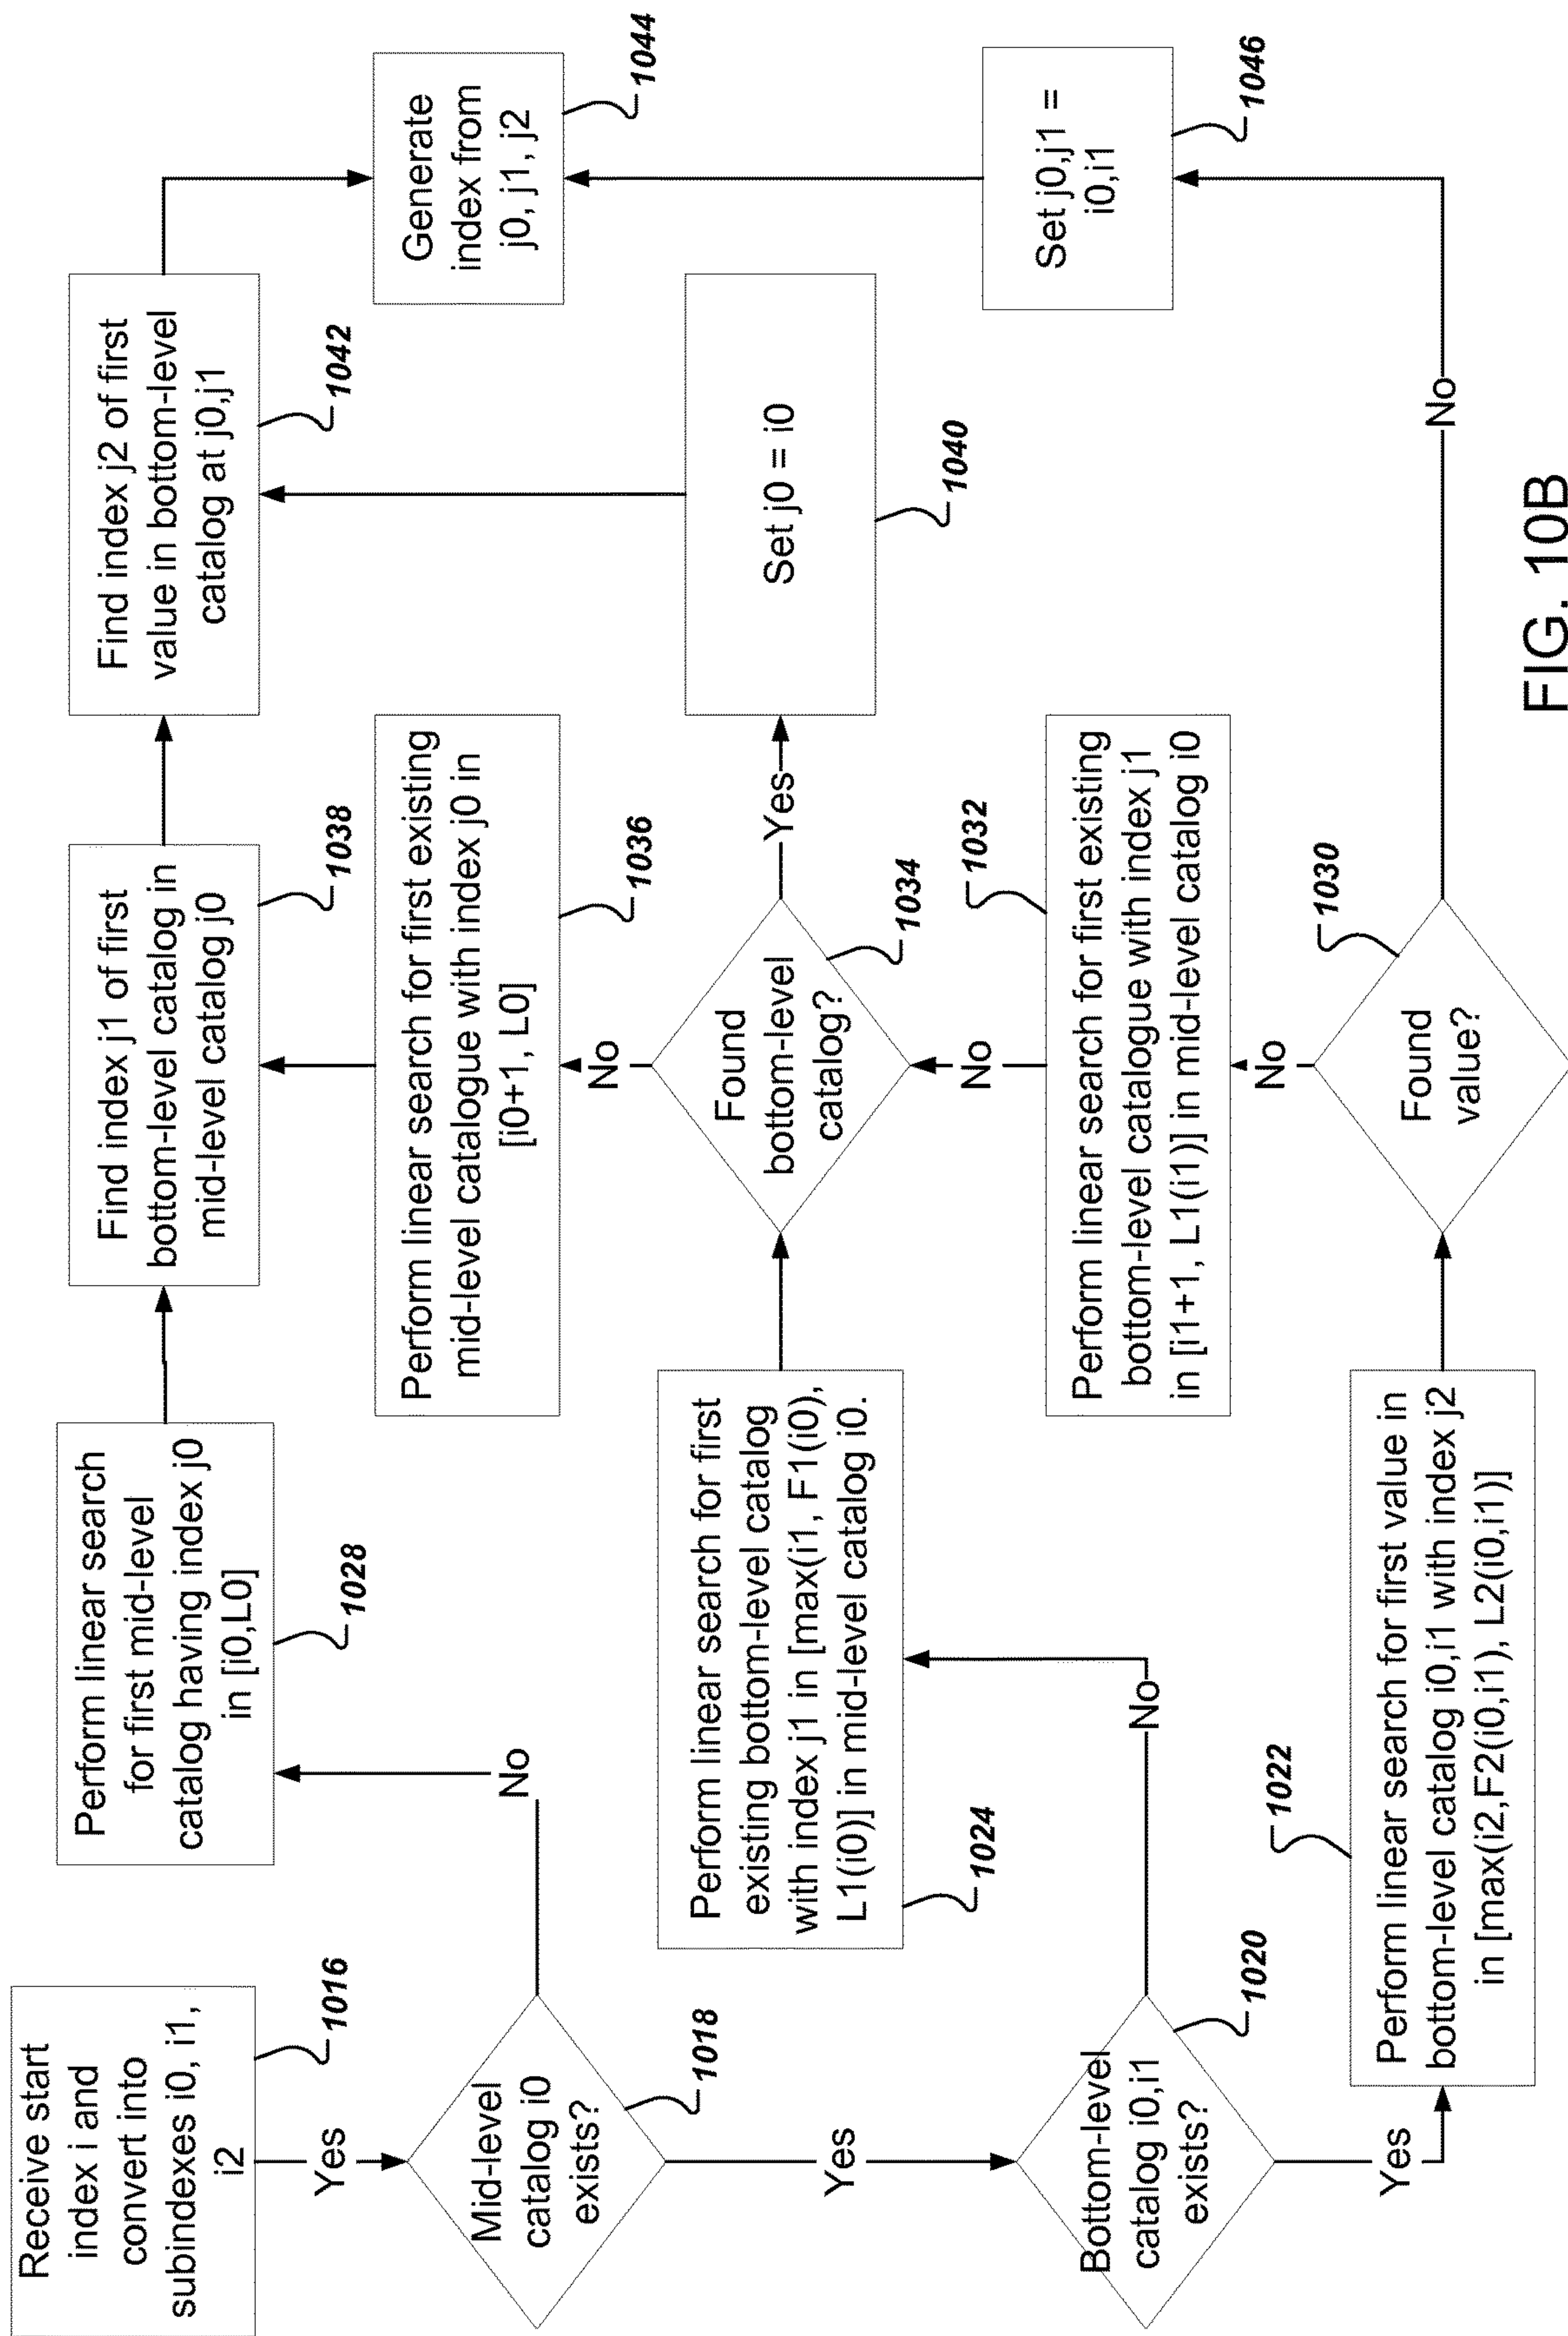 Receive start
index i and
convert into
subindexes i0, i1,
i2
1016
Yes
Mid-level
catalog i0
exists?
1018
No
Perform linear search
for first mid-level
catalog having index j0
in [i0,L0]
1028
Yes
Bottom-level
catalog i0,i1
exists?
1020
No
Perform linear search for first
existing bottom-level catalog
with index j1 in [max(i1, F1(i0),
L1(i0)] in mid-level catalog i0.
1024
Yes
Perform linear search for first value in
bottom-level catalog i0,i1 with index j2
in [max(i2,F2(i0,i1), L2(i0,i1)]
1022
Find index j1 of first
bottom-level catalog in
mid-level catalog j0
1038
Perform linear search for first existing
mid-level catalogue with index j0 in
[i0+1, L0]
1036
No
Found
bottom-level
catalog?
1034
Yes
No
Perform linear search for first existing
bottom-level catalogue with index j1
in [i1+1, L1(i1)] in mid-level catalog i0
1032
No
Found
value?
1030
No
Find index j2 of first
value in bottom-level
catalog at j0,j1
1042
Set j0 = i0
1040
Generate
index from
j0, j1, j2
1044
Set j0,j1 =
i0,i1
1046
FIG. 10B